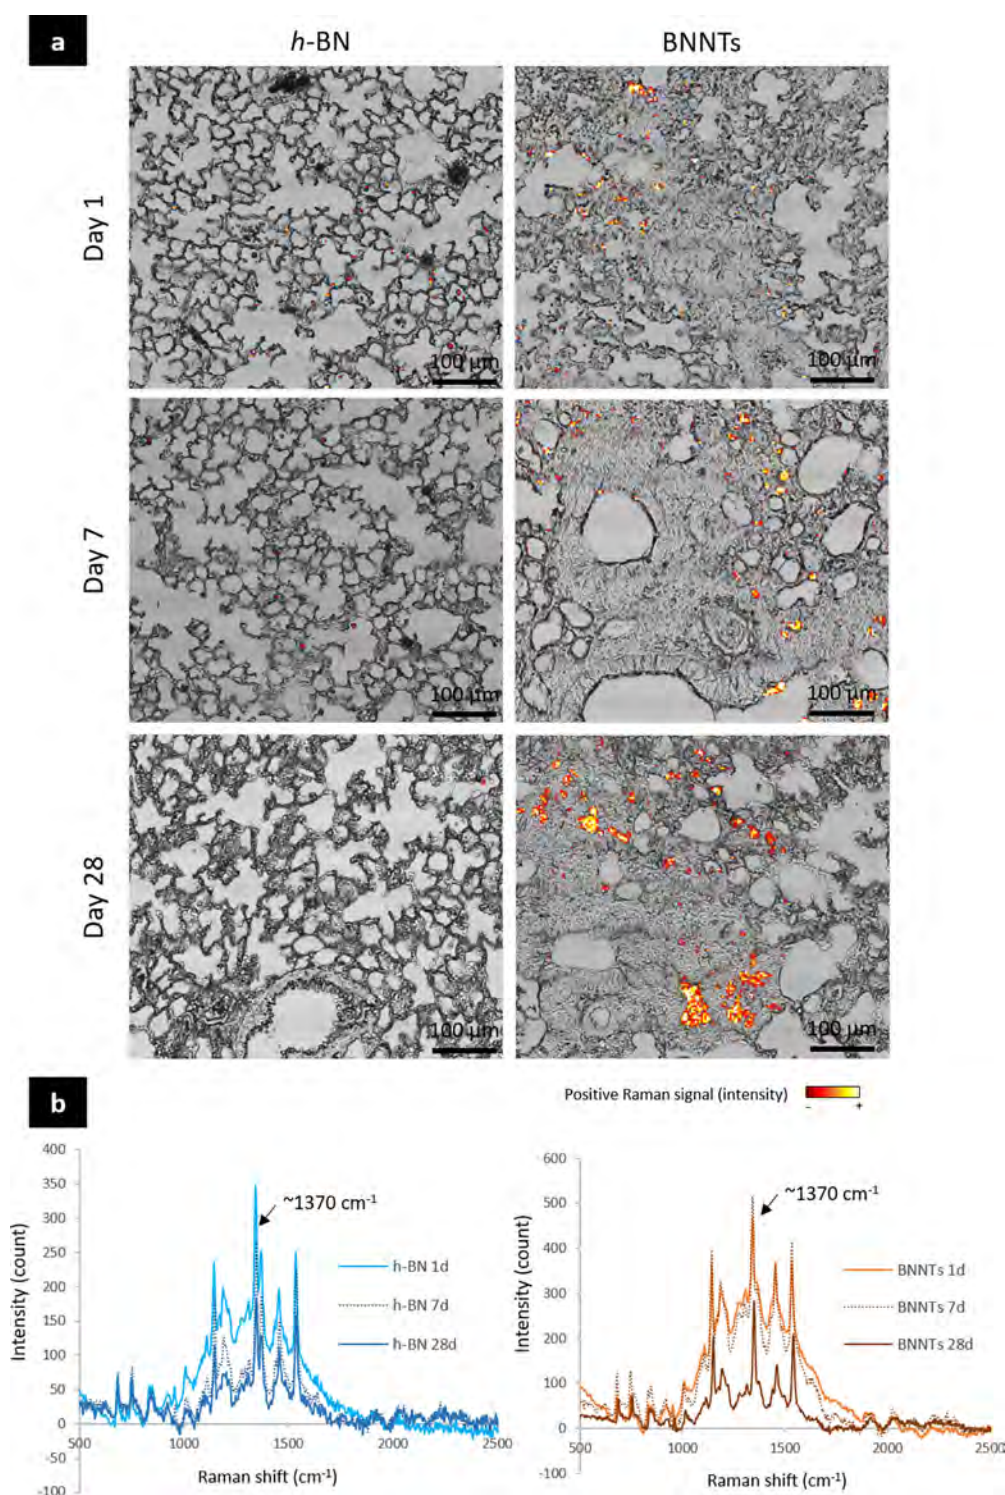 a
h-BN
BNNTs
Day 1
100 µm
100 µm
Day 7
100 µm
100 µm
Day 28
100 µm
100 µm
b
Positive Raman signal (intensity)
- +
400
350
300
250
200
150
100
50
0
-50
-100
500 1000 1500 2000 2500
Intensity (count)
Raman shift (cm⁻¹)
~1370 cm⁻¹
h-BN 1d
h-BN 7d
h-BN 28d
600
500
400
300
200
100
0
-100
500 1000 1500 2000 2500
Intensity (count)
Raman shift (cm⁻¹)
~1370 cm⁻¹
BNNTs 1d
BNNTs 7d
BNNTs 28d